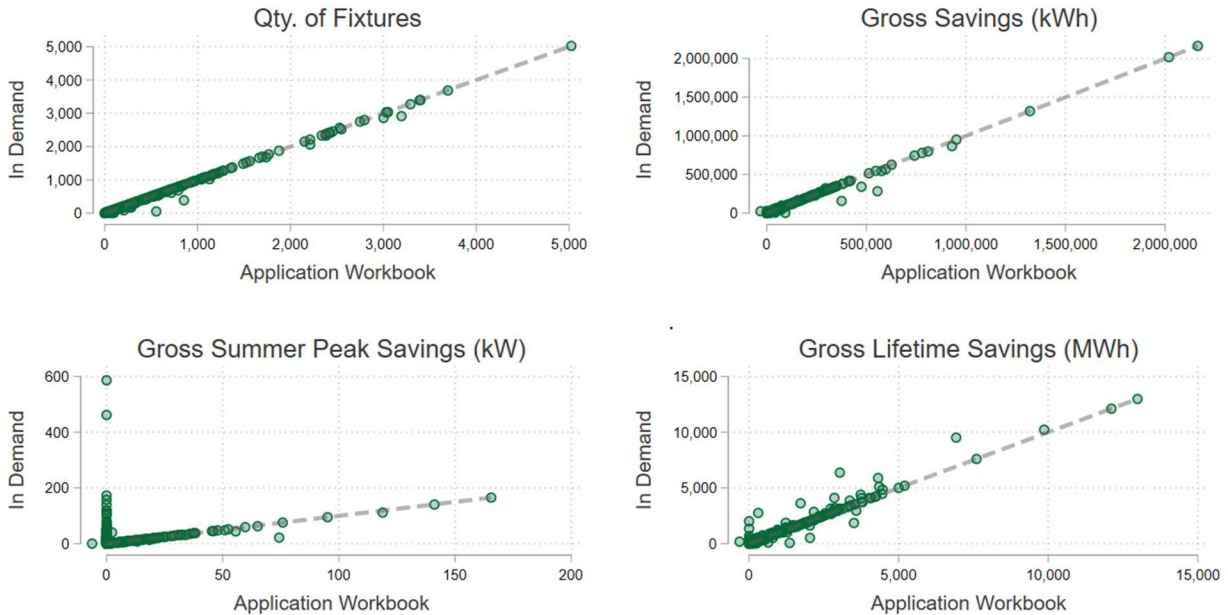 Qty. of Fixtures
In Demand
5,000
4,000
3,000
2,000
1,000
0
0 1,000 2,000 3,000 4,000 5,000
Application Workbook
Gross Savings (kWh)
In Demand
2,000,000
1,500,000
1,000,000
500,000
0
0 500,000 1,000,000 1,500,000 2,000,000
Application Workbook
Gross Summer Peak Savings (kW)
In Demand
600
400
200
0
0 50 100 150 200
Application Workbook
Gross Lifetime Savings (MWh)
In Demand
15,000
10,000
5,000
0
0 5,000 10,000 15,000
Application Workbook